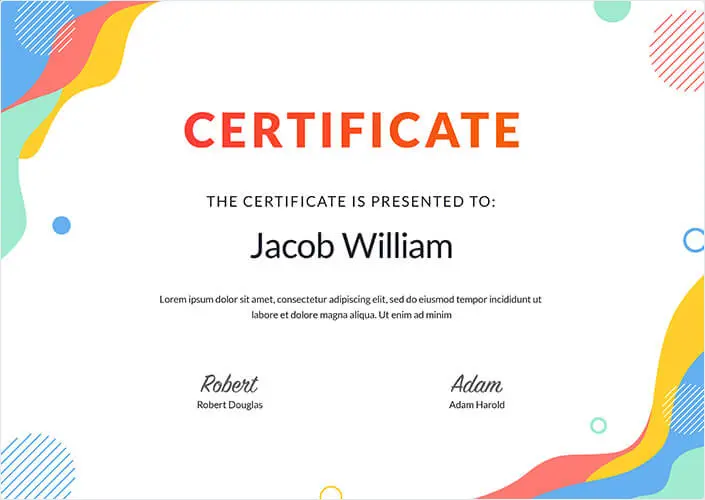 CERTIFICATE
THE CERTIFICATE IS PRESENTED TO:
Jacob William
Lorem ipsum dolor sit amet, consectetur adipiscing elit, sed do eiusmod tempor incididunt ut
labore et dolore magna aliqua. Ut enim ad minim
Robert Adam
Robert Douglas Adam Harold